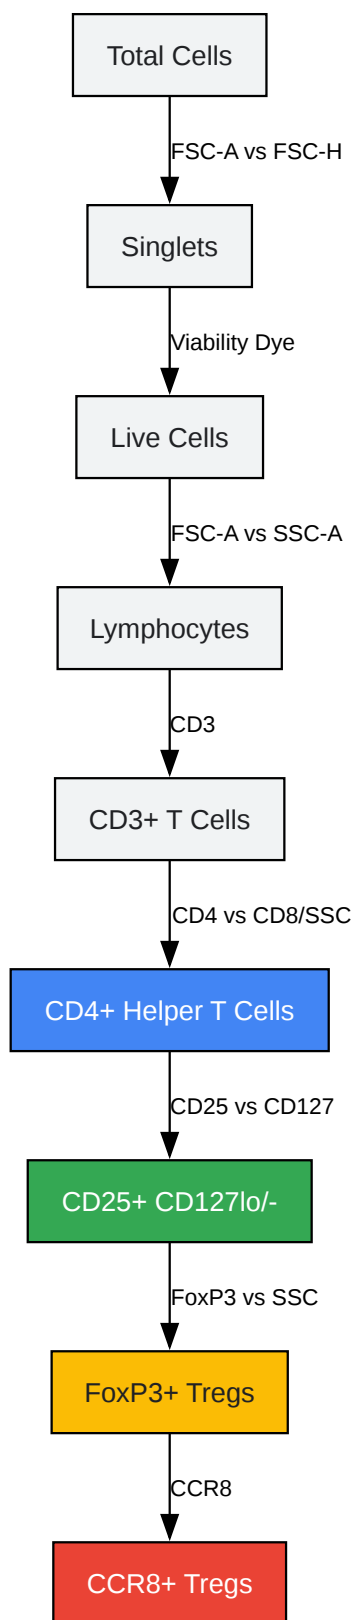 Total Cells
FSC-A vs FSC-H
Singlets
Viability Dye
Live Cells
FSC-A vs SSC-A
Lymphocytes
CD3
CD3+ T Cells
CD4 vs CD8/SSC
CD4+ Helper T Cells
CD25 vs CD127
CD25+ CD127lo/-
FoxP3 vs SSC
FoxP3+ Tregs
CCR8
CCR8+ Tregs